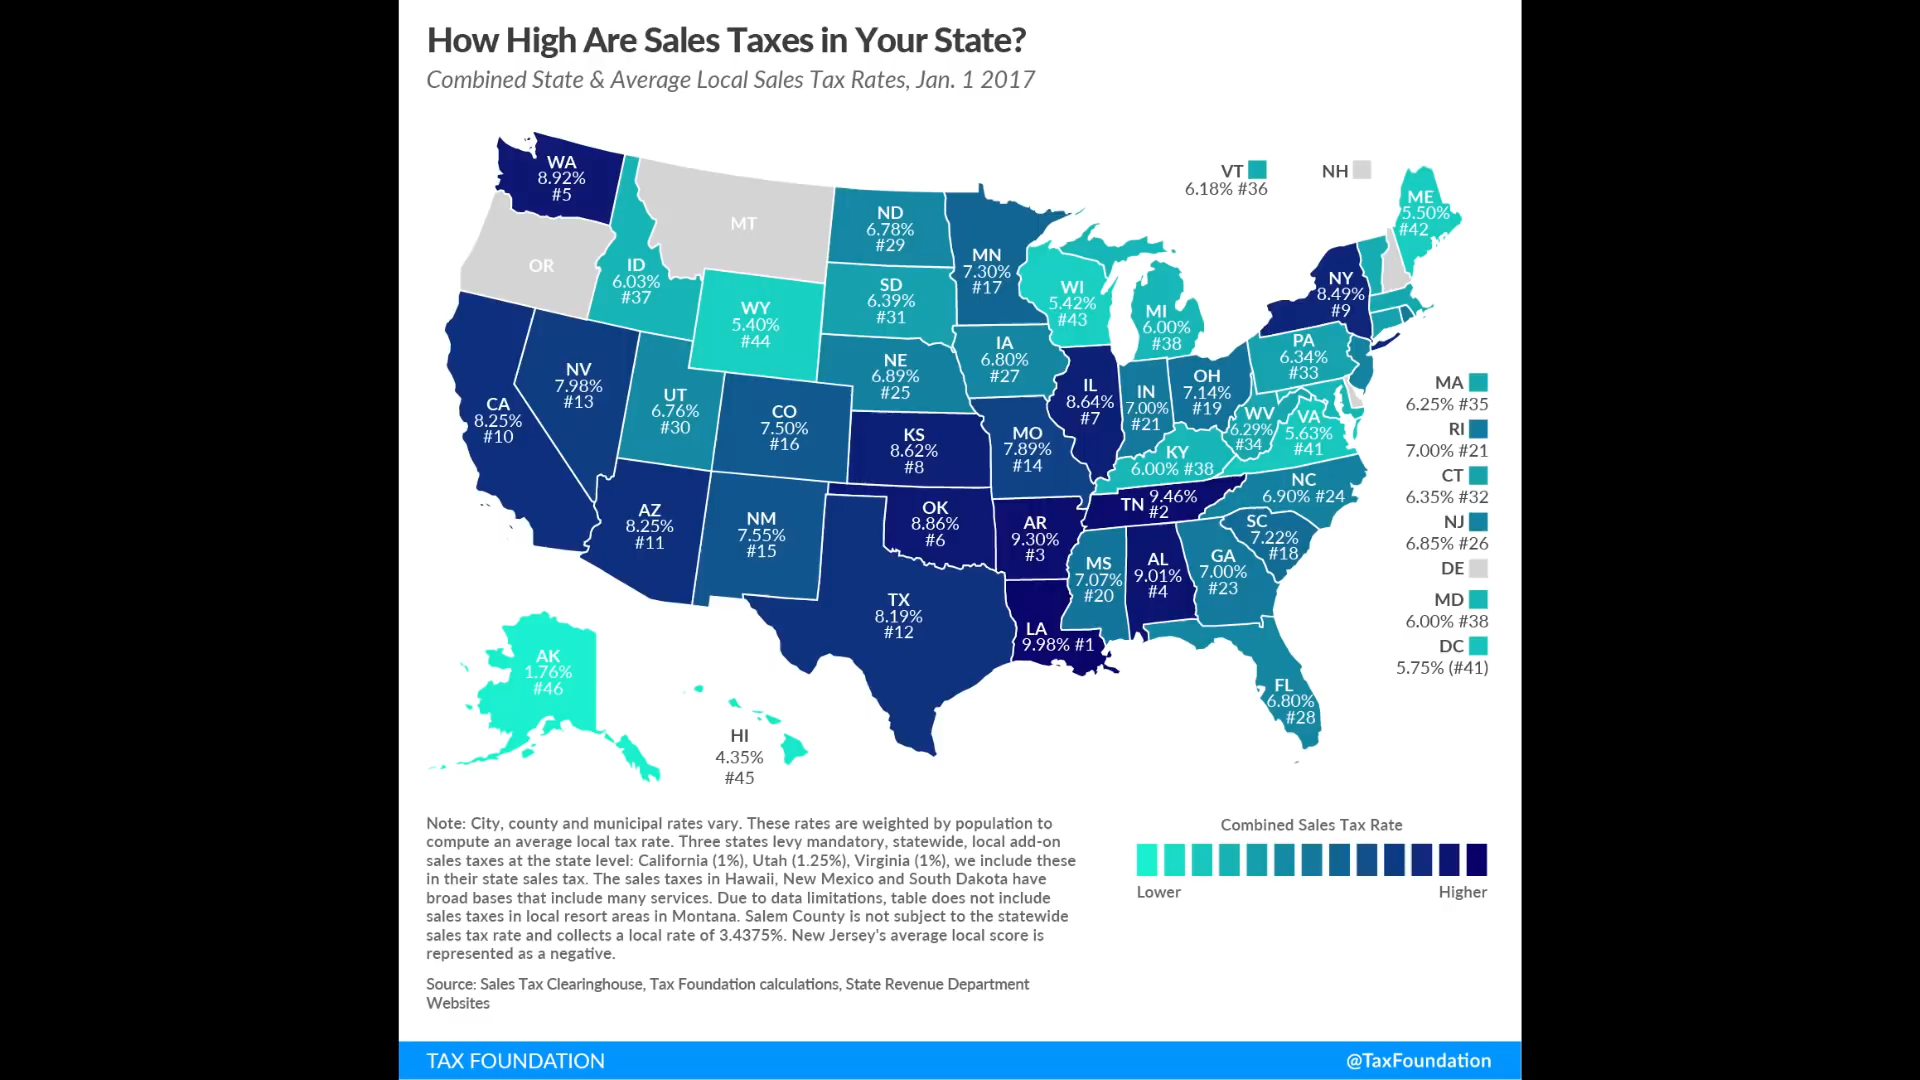 How High Are Sales Taxes in Your State?
Combined State & Average Local Sales Tax Rates, Jan. 1 2017
WA
8.92%
#5
OR
CA
8.25%
#10
NV
7.98%
#13
ID
6.03%
#37
MT
WY
5.40%
#44
UT
6.76%
#30
CO
7.50%
#16
AZ
8.25%
#11
NM
7.55%
#15
ND
6.78%
#29
SD
6.39%
#31
NE
6.89%
#25
KS
8.62%
#8
OK
8.86%
#6
TX
8.19%
#12
MN
7.30%
#17
IA
6.80%
#27
MO
7.89%
#14
AR
9.30%
#3
LA
9.98% #1
WI
5.42%
#43
IL
8.64%
#7
MI
6.00%
#38
IN
7.00%
#21
OH
7.14%
#19
KY
6.00% #38
TN 9.46%
#2
MS
7.07%
#20
AL
9.01%
#4
GA
7.00%
#23
FL
6.80%
#28
SC
7.22%
#18
NC
6.90% #24
WV
6.29%
#34
VA
5.63%
#41
PA
6.34%
#33
NY
8.49%
#9
VT
6.18% #36
NH
ME
5.50%
#42
MA
6.25% #35
RI
7.00% #21
CT
6.35% #32
NJ
6.85% #26
DE
MD
6.00% #38
DC
5.75% (#41)
AK
1.76%
#46
HI
4.35%
#45
Note: City, county and municipal rates vary. These rates are weighted by population to
compute an average local tax rate. Three states levy mandatory, statewide, local add-on
sales taxes at the state level: California (1%), Utah (1.25%), Virginia (1%), we include these
in their state sales tax. The sales taxes in Hawaii, New Mexico and South Dakota have
broad bases that include many services. Due to data limitations, table does not include
sales taxes in local resort areas in Montana. Salem County is not subject to the statewide
sales tax rate and collects a local rate of 3.4375%. New Jersey's average local score is
represented as a negative.
Source: Sales Tax Clearinghouse, Tax Foundation calculations, State Revenue Department
Websites
Combined Sales Tax Rate
Lower Higher
TAX FOUNDATION @TaxFoundation